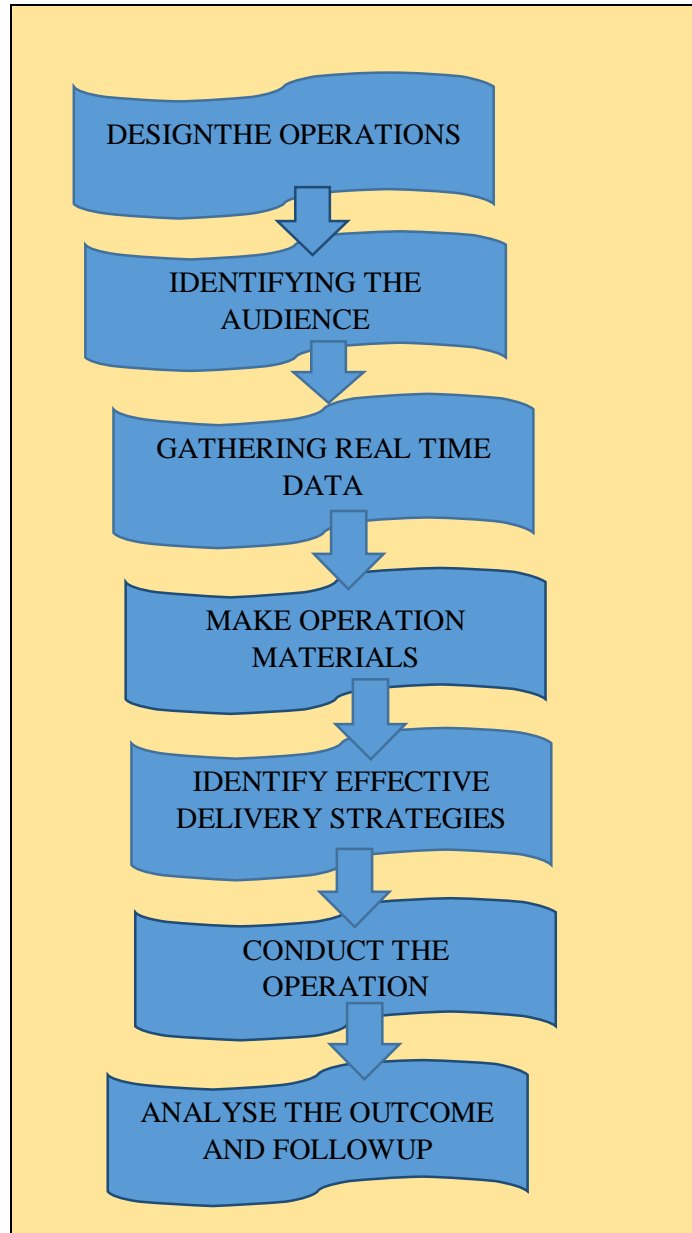 DESIGNTHE OPERATIONS
IDENTIFYING THE
AUDIENCE
GATHERING REAL TIME
DATA
MAKE OPERATION
MATERIALS
IDENTIFY EFFECTIVE
DELIVERY STRATEGIES
CONDUCT THE
OPERATION
ANALYSE THE OUTCOME
AND FOLLOWUP